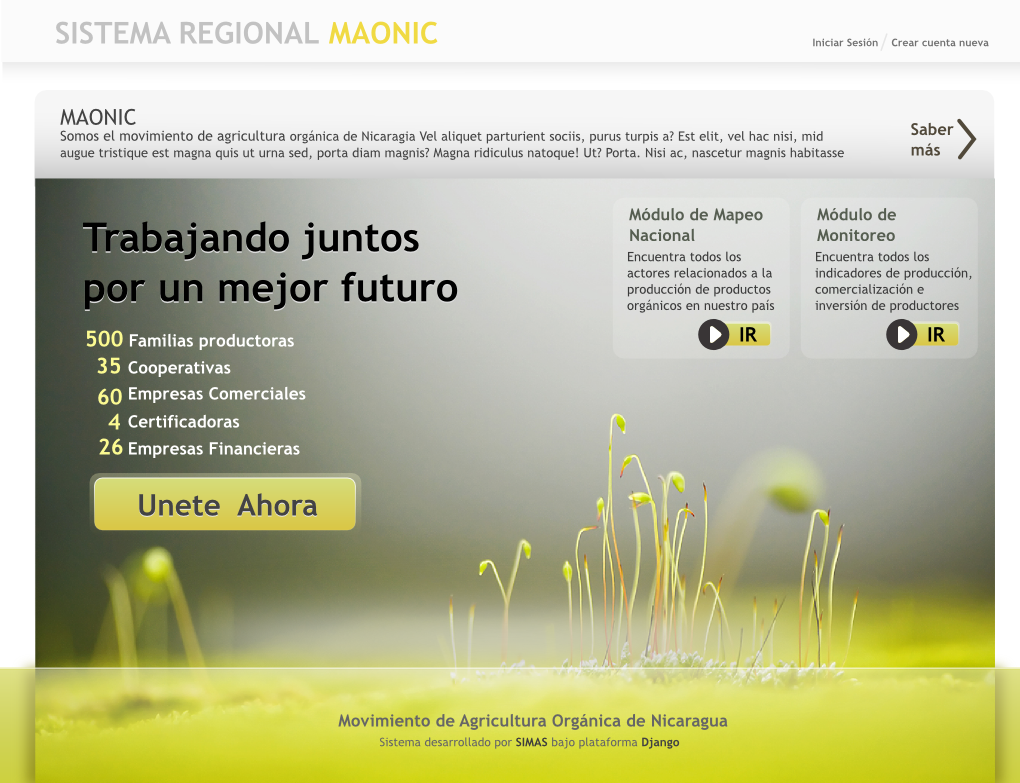 SISTEMA REGIONAL MAONIC
Iniciar Sesión / Crear cuenta nueva
MAONIC
Somos el movimiento de agricultura orgánica de Nicaragia Vel aliquet parturient sociis, purus turpis a? Est elit, vel hac nisi, mid
augue tristique est magna quis ut urna sed, porta diam magnis? Magna ridiculus natoque! Ut? Porta. Nisi ac, nascetur magnis habitasse
Saber
más
Trabajando juntos
por un mejor futuro
500 Familias productoras
35 Cooperativas
60 Empresas Comerciales
4 Certificadoras
26 Empresas Financieras
Unete Ahora
Módulo de Mapeo
Nacional
Encuentra todos los
actores relacionados a la
producción de productos
orgánicos en nuestro país
IR
Módulo de
Monitoreo
Encuentra todos los
indicadores de producción,
comercialización e
inversión de productores
IR
Movimiento de Agricultura Orgánica de Nicaragua
Sistema desarrollado por SIMAS bajo plataforma Django